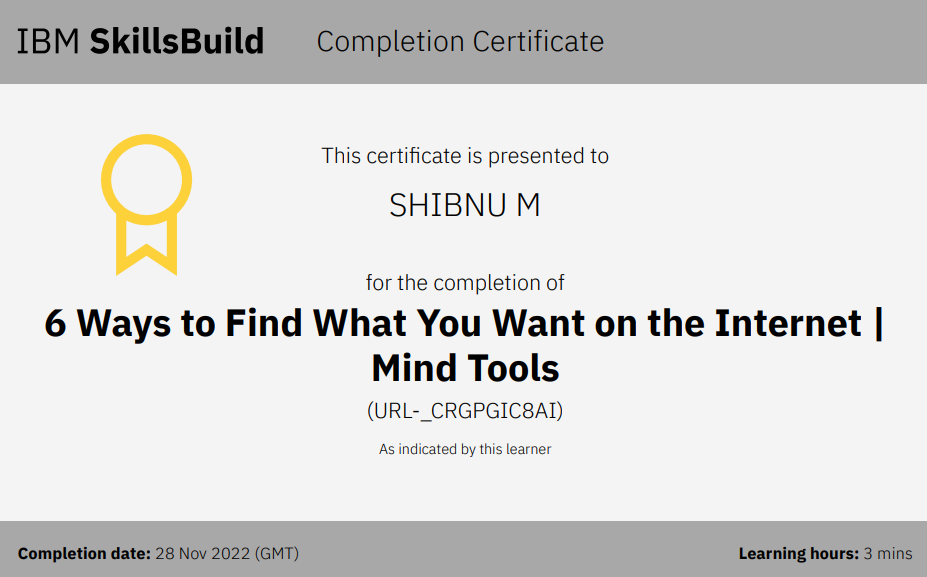 IBM SkillsBuild Completion Certificate
This certificate is presented to
SHIBNU M
for the completion of
6 Ways to Find What You Want on the Internet |
Mind Tools
(URL-_CRGPGIC8AI)
As indicated by this learner
Completion date: 28 Nov 2022 (GMT) Learning hours: 3 mins